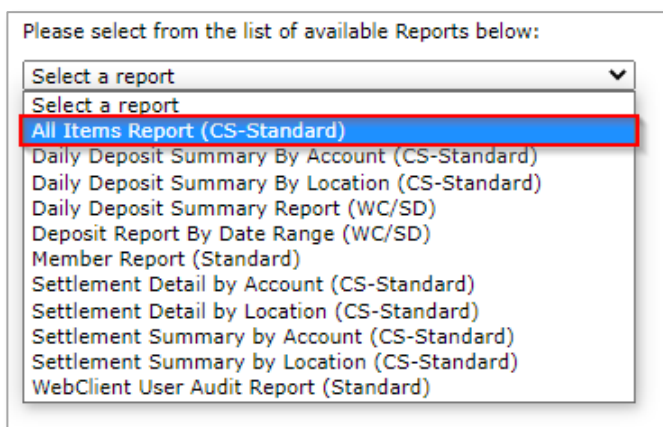 Please select from the list of available Reports below:
Select a report
Select a report
All Items Report (CS-Standard)
Daily Deposit Summary By Account (CS-Standard)
Daily Deposit Summary By Location (CS-Standard)
Daily Deposit Summary Report (WC/SD)
Deposit Report By Date Range (WC/SD)
Member Report (Standard)
Settlement Detail by Account (CS-Standard)
Settlement Detail by Location (CS-Standard)
Settlement Summary by Account (CS-Standard)
Settlement Summary by Location (CS-Standard)
WebClient User Audit Report (Standard)